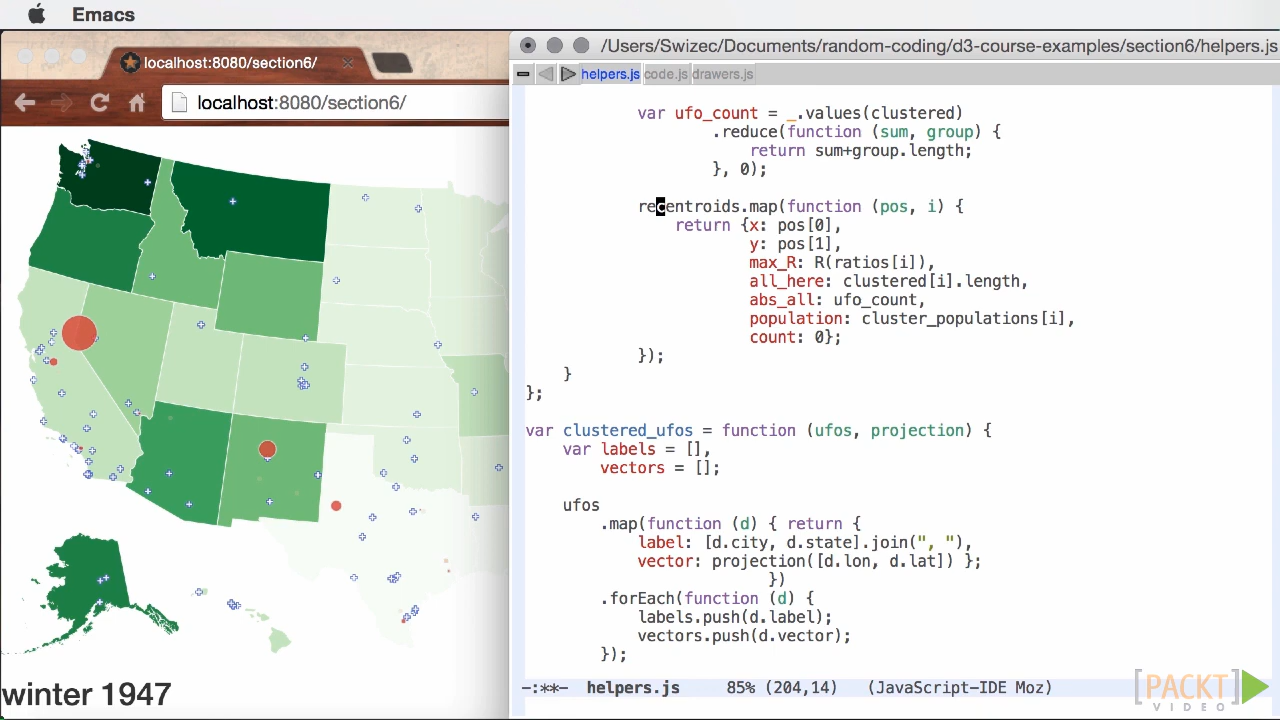 Emacs
localhost:8080/section6/
localhost:8080/section6/
winter 1947
/Users/Swizec/Documents/random-coding/d3-course-examples/section6/helpers.js
helpers.js code.js drawers.js
var ufo_count = _.values(clustered)
.reduce(function (sum, group) {
return sum+group.length;
}, 0);
recentroids.map(function (pos, i) {
return {x: pos[0],
y: pos[1],
max_R: R(ratios[i]),
all_here: clustered[i].length,
abs_all: ufo_count,
population: cluster_populations[i],
count: 0};
});
}
};
var clustered_ufos = function (ufos, projection) {
var labels = [],
vectors = [];
ufos
.map(function (d) { return {
label: [d.city, d.state].join(", "),
vector: projection([d.lon, d.lat]) };
})
.forEach(function (d) {
labels.push(d.label);
vectors.push(d.vector);
});
-:**- helpers.js 85% (204,14) (JavaScript-IDE Moz)
[PACKT]
VIDEO